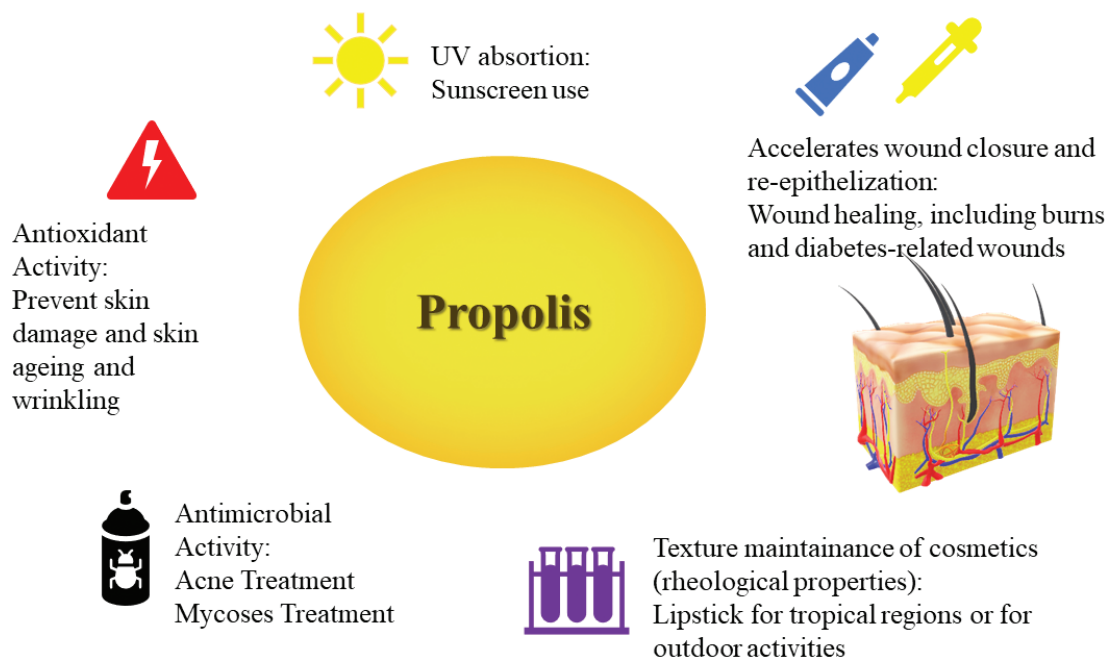 UV absortion:
Sunscreen use
Accelerates wound closure and
re-epithelization:
Wound healing, including burns
and diabetes-related wounds
Antioxidant
Activity:
Prevent skin
damage and skin
ageing and
wrinkling
Propolis
Antimicrobial
Activity:
Acne Treatment
Mycoses Treatment
Texture maintainance of cosmetics
(rheological properties):
Lipstick for tropical regions or for
outdoor activities